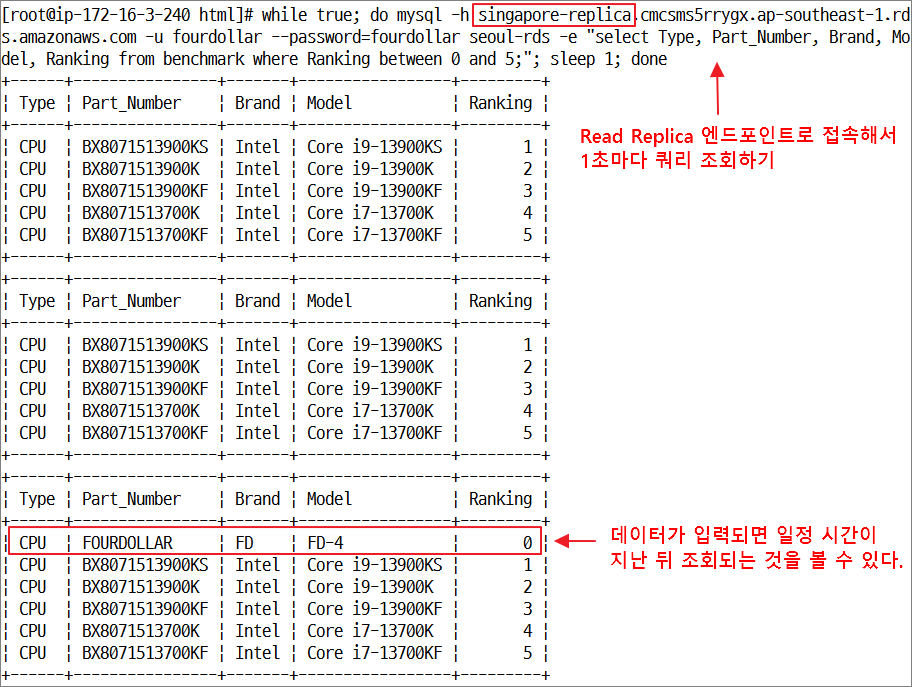 [root@ip-172-16-3-240 html]# while true; do mysql -h singapore-replica.cmcsms5rrygx.ap-southeast-1.rd
s.amazonaws.com -u fourdollar --password=fourdollar seoul-rds -e "select Type, Part_Number, Brand, Mo
del, Ranking from benchmark where Ranking between 0 and 5;"; sleep 1; done
+------+---------------+-------+----------------+---------+
| Type | Part_Number | Brand | Model | Ranking |
+------+---------------+-------+----------------+---------+
| CPU | BX8071513900KS | Intel | Core i9-13900KS | 1 |
| CPU | BX8071513900K | Intel | Core i9-13900K | 2 |
| CPU | BX8071513900KF | Intel | Core i9-13900KF | 3 |
| CPU | BX8071513700K | Intel | Core i7-13700K | 4 |
| CPU | BX8071513700KF | Intel | Core i7-13700KF | 5 |
+------+---------------+-------+----------------+---------+
Read Replica 엔드포인트로 접속해서
1초마다 쿼리 조회하기
+------+---------------+-------+----------------+---------+
| Type | Part_Number | Brand | Model | Ranking |
+------+---------------+-------+----------------+---------+
| CPU | BX8071513900KS | Intel | Core i9-13900KS | 1 |
| CPU | BX8071513900K | Intel | Core i9-13900K | 2 |
| CPU | BX8071513900KF | Intel | Core i9-13900KF | 3 |
| CPU | BX8071513700K | Intel | Core i7-13700K | 4 |
| CPU | BX8071513700KF | Intel | Core i7-13700KF | 5 |
+------+---------------+-------+----------------+---------+
+------+---------------+-------+----------------+---------+
| Type | Part_Number | Brand | Model | Ranking |
+------+---------------+-------+----------------+---------+
| CPU | FOURDOLLAR | FD | FD-4 | 0 |
| CPU | BX8071513900KS | Intel | Core i9-13900KS | 1 |
| CPU | BX8071513900K | Intel | Core i9-13900K | 2 |
| CPU | BX8071513900KF | Intel | Core i9-13900KF | 3 |
| CPU | BX8071513700K | Intel | Core i7-13700K | 4 |
| CPU | BX8071513700KF | Intel | Core i7-13700KF | 5 |
+------+---------------+-------+----------------+---------+
데이터가 입력되면 일정 시간이
지난 뒤 조회되는 것을 볼 수 있다.